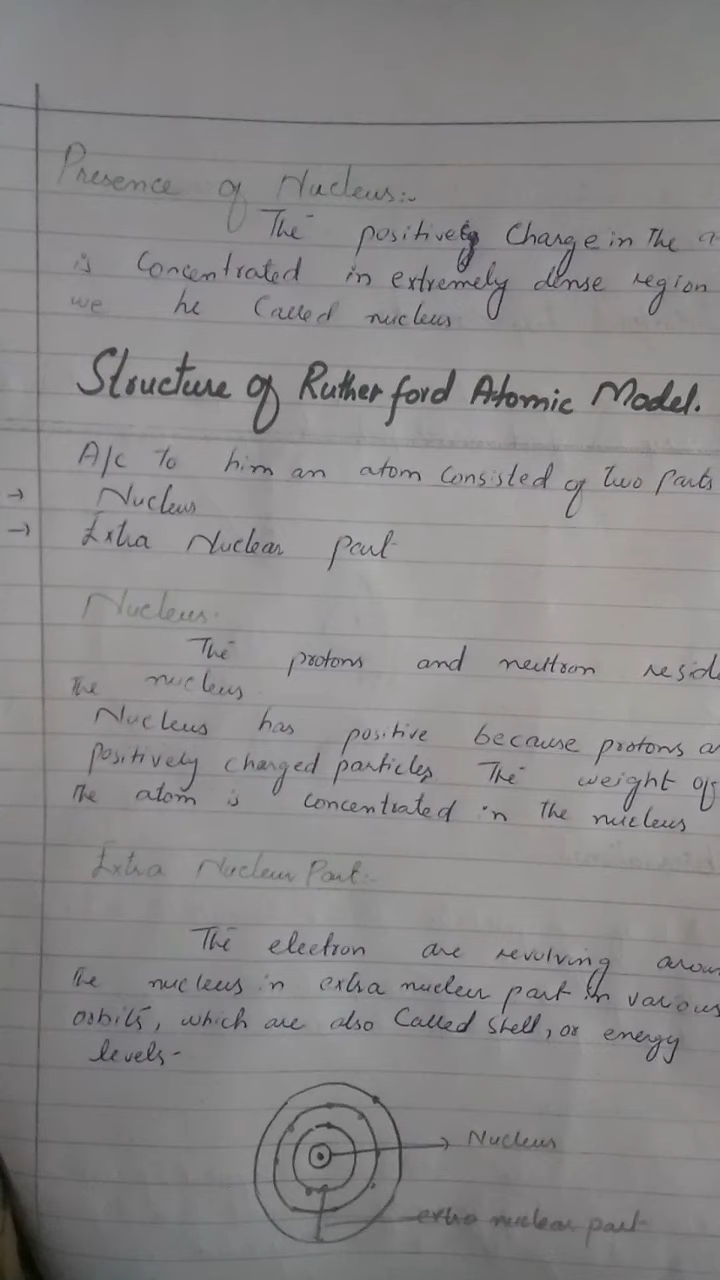 Presence of Nucleus:-
The positively Charge in The
is Concentrated in extremely dense region
we he Called nucleus
Structure of Rutherford Atomic Model.
A/c to him an atom consisted of Two parts
→ Nucleus
→ Extra Nuclear part
Nucleus.
The protons and neutron resid
The nucleus
Nucleus has positive because protons a
positively charged particles The weight of
The atom is concentrated in The nucleus
Extra Nuclear Part:-
The electron are revolving arou
The nucleus in extra nuclear part in various
orbits, which are also Called Shell, or energy
levels-
Nucleus
extra nuclear part